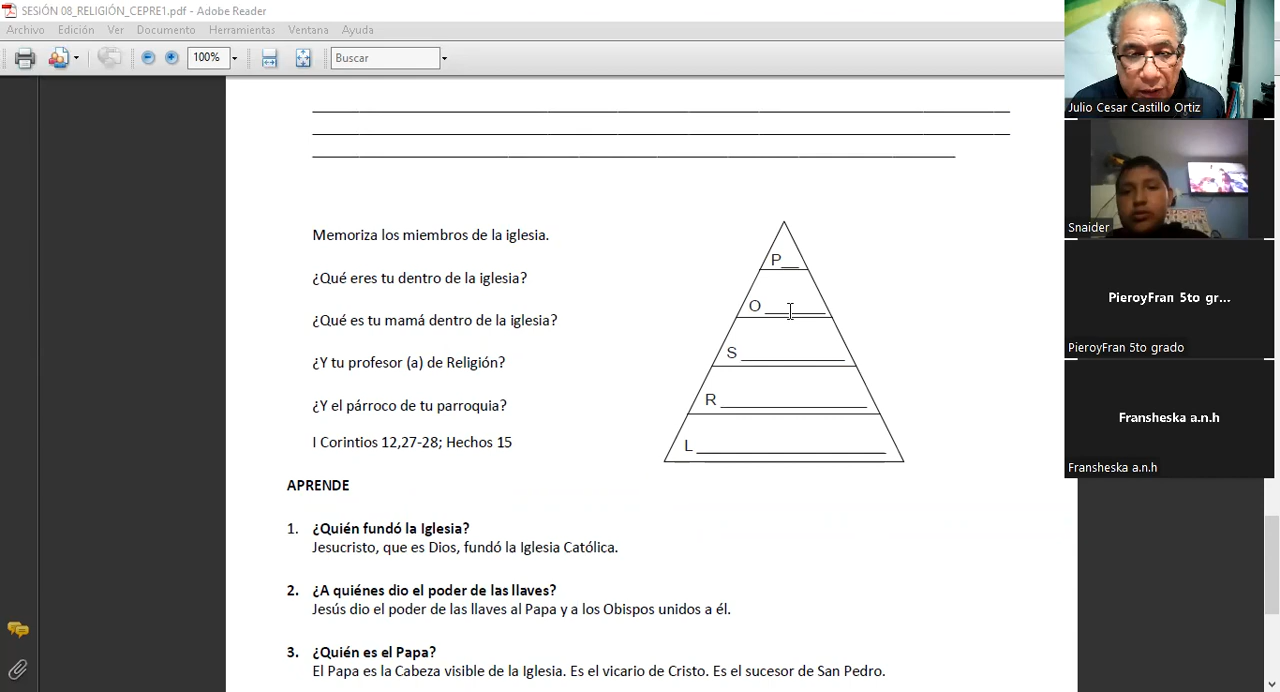 SESIÓN 08_RELIGIÓN_CEPRE1.pdf - Adobe Reader
Archivo Edición Ver Documento Herramientas Ventana Ayuda
100% Buscar
Memoriza los miembros de la iglesia.
¿Qué eres tu dentro de la iglesia?
¿Qué es tu mamá dentro de la iglesia?
¿Y tu profesor (a) de Religión?
¿Y el párroco de tu parroquia?
I Corintios 12,27-28; Hechos 15
P__
O ______
S __________
R ______________
L __________________
APRENDE
1. ¿Quién fundó la Iglesia?
Jesucristo, que es Dios, fundó la Iglesia Católica.
2. ¿A quiénes dio el poder de las llaves?
Jesús dio el poder de las llaves al Papa y a los Obispos unidos a él.
3. ¿Quién es el Papa?
El Papa es la Cabeza visible de la Iglesia. Es el vicario de Cristo. Es el sucesor de San Pedro.
Julio Cesar Castillo Ortiz
Snaider
PieroyFran 5to gr...
PieroyFran 5to grado
Fransheska a.n.h
Fransheska a.n.h